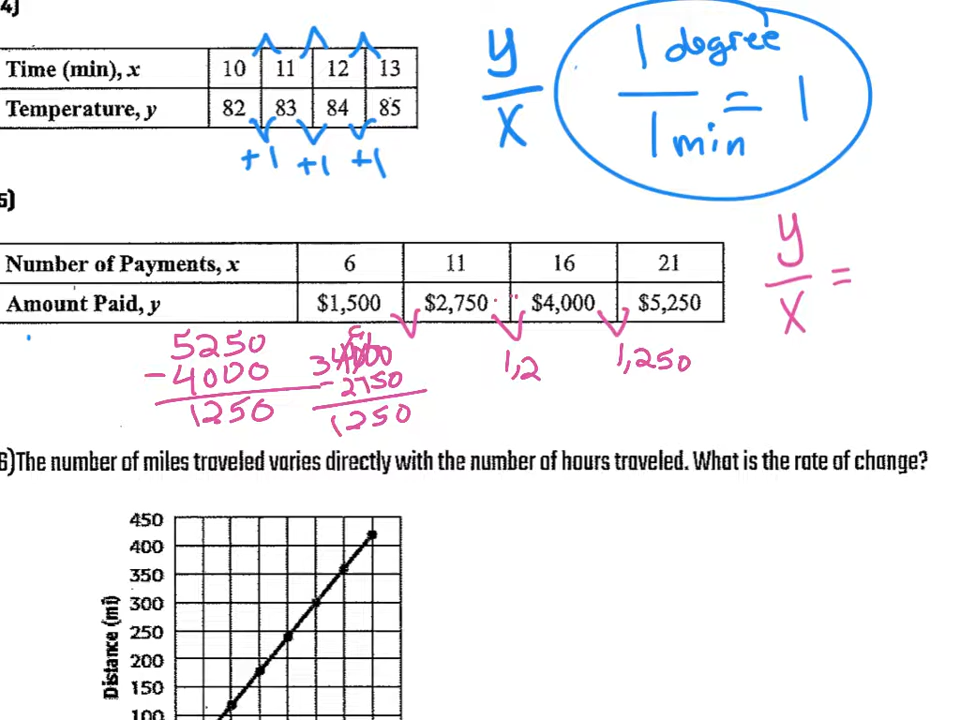 4)
Time (min), x 10 11 12 13
Temperature, y 82 83 84 85
+1 +1 +1
y/x
1 degree / 1 min = 1
5)
Number of Payments, x 6 11 16 21
Amount Paid, y $1,500 $2,750 $4,000 $5,250
y/x =
5250
-4000
1250
- 2750
1250
1,2
1,250
6)The number of miles traveled varies directly with the number of hours traveled. What is the rate of change?
Distance (mi)
450
400
350
300
250
200
150
100